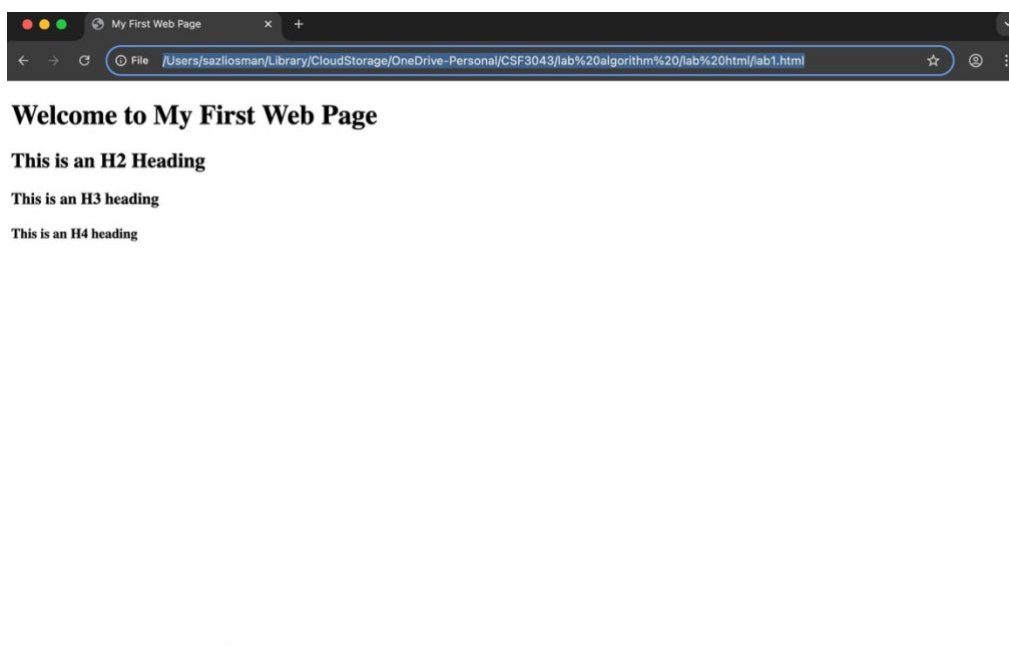 My First Web Page
File /Users/sazliosman/Library/CloudStorage/OneDrive-Personal/CSF3043/lab%20algorithm%20/lab%20html/lab1.html
Welcome to My First Web Page
This is an H2 Heading
This is an H3 heading
This is an H4 heading